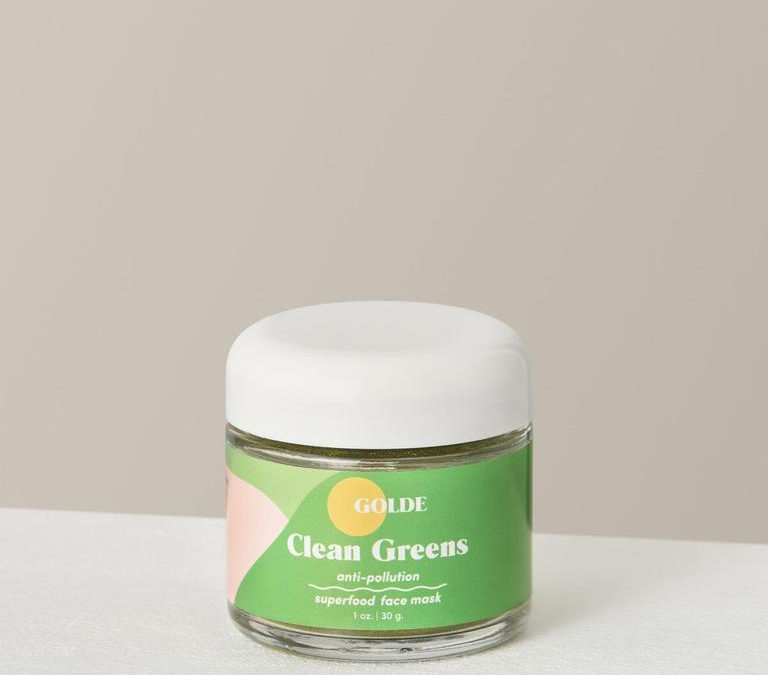 GOLDE
Clean Greens
anti-pollution
superfood face mask
1 oz. | 30 g.